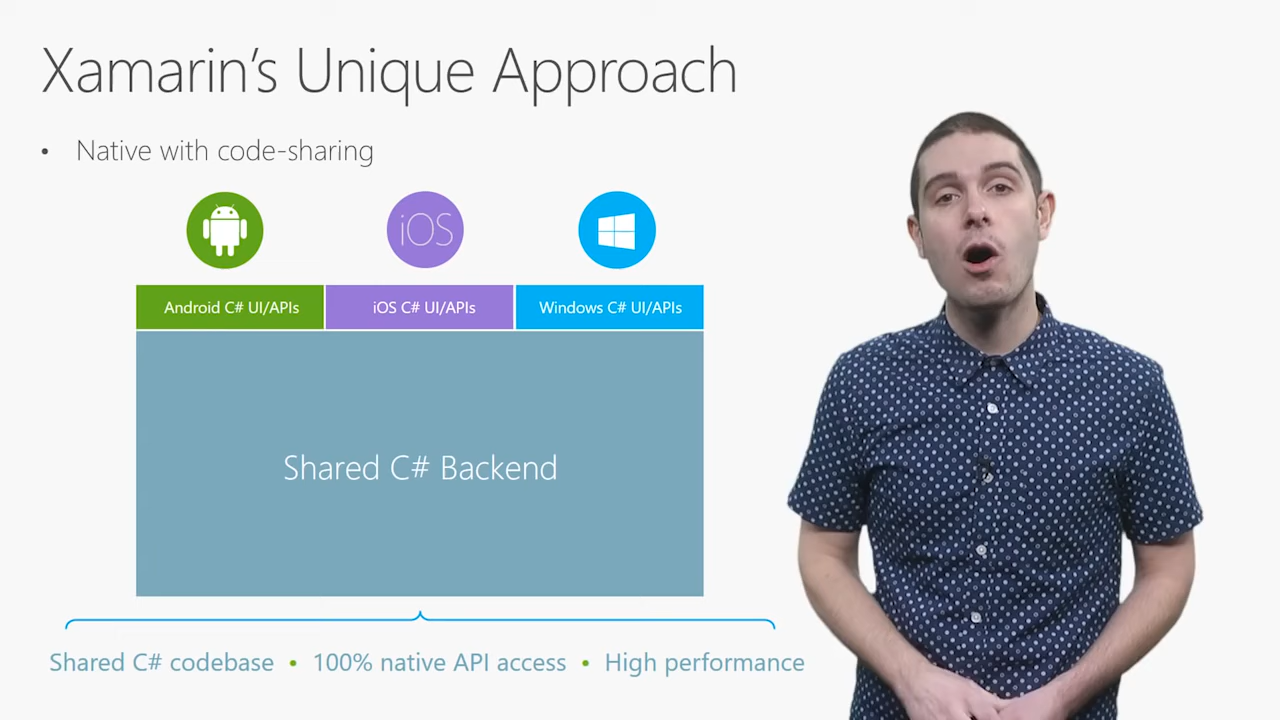 Xamarin's Unique Approach
• Native with code-sharing
iOS
Android C# UI/APIs
iOS C# UI/APIs
Windows C# UI/APIs
Shared C# Backend
Shared C# codebase • 100% native API access • High performance